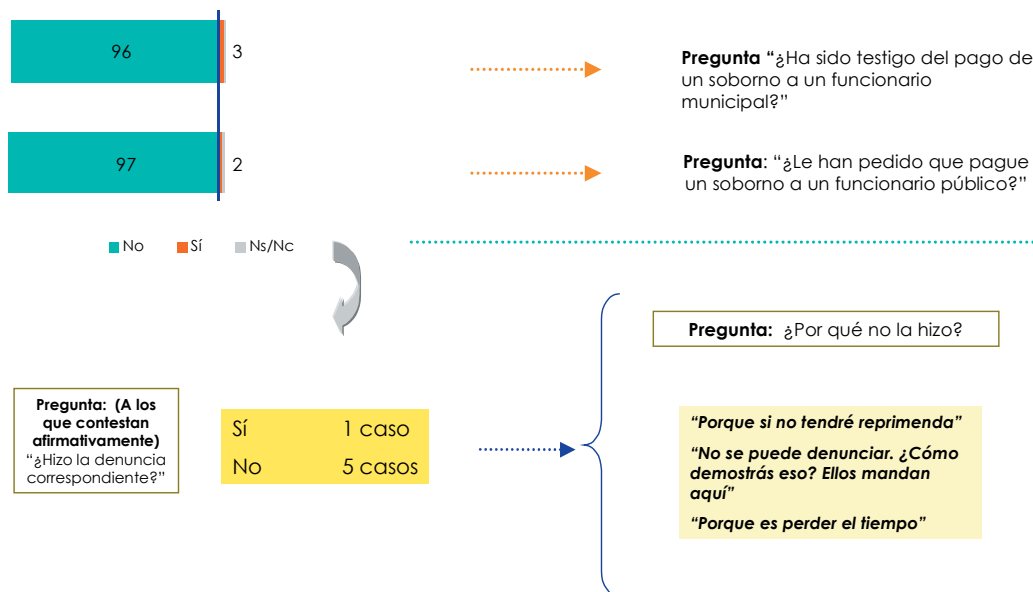 96
3
Pregunta “¿Ha sido testigo del pago de
un soborno a un funcionario
municipal?”
97
2
Pregunta: “¿Le han pedido que pague
un soborno a un funcionario público?”
No Sí Ns/Nc
Pregunta: ¿Por qué no la hizo?
Pregunta: (A los
que contestan
afirmativamente)
“¿Hizo la denuncia
correspondiente?”
Sí 1 caso
No 5 casos
“Porque si no tendré reprimenda”
“No se puede denunciar. ¿Cómo
demostrás eso? Ellos mandan
aquí”
“Porque es perder el tiempo”